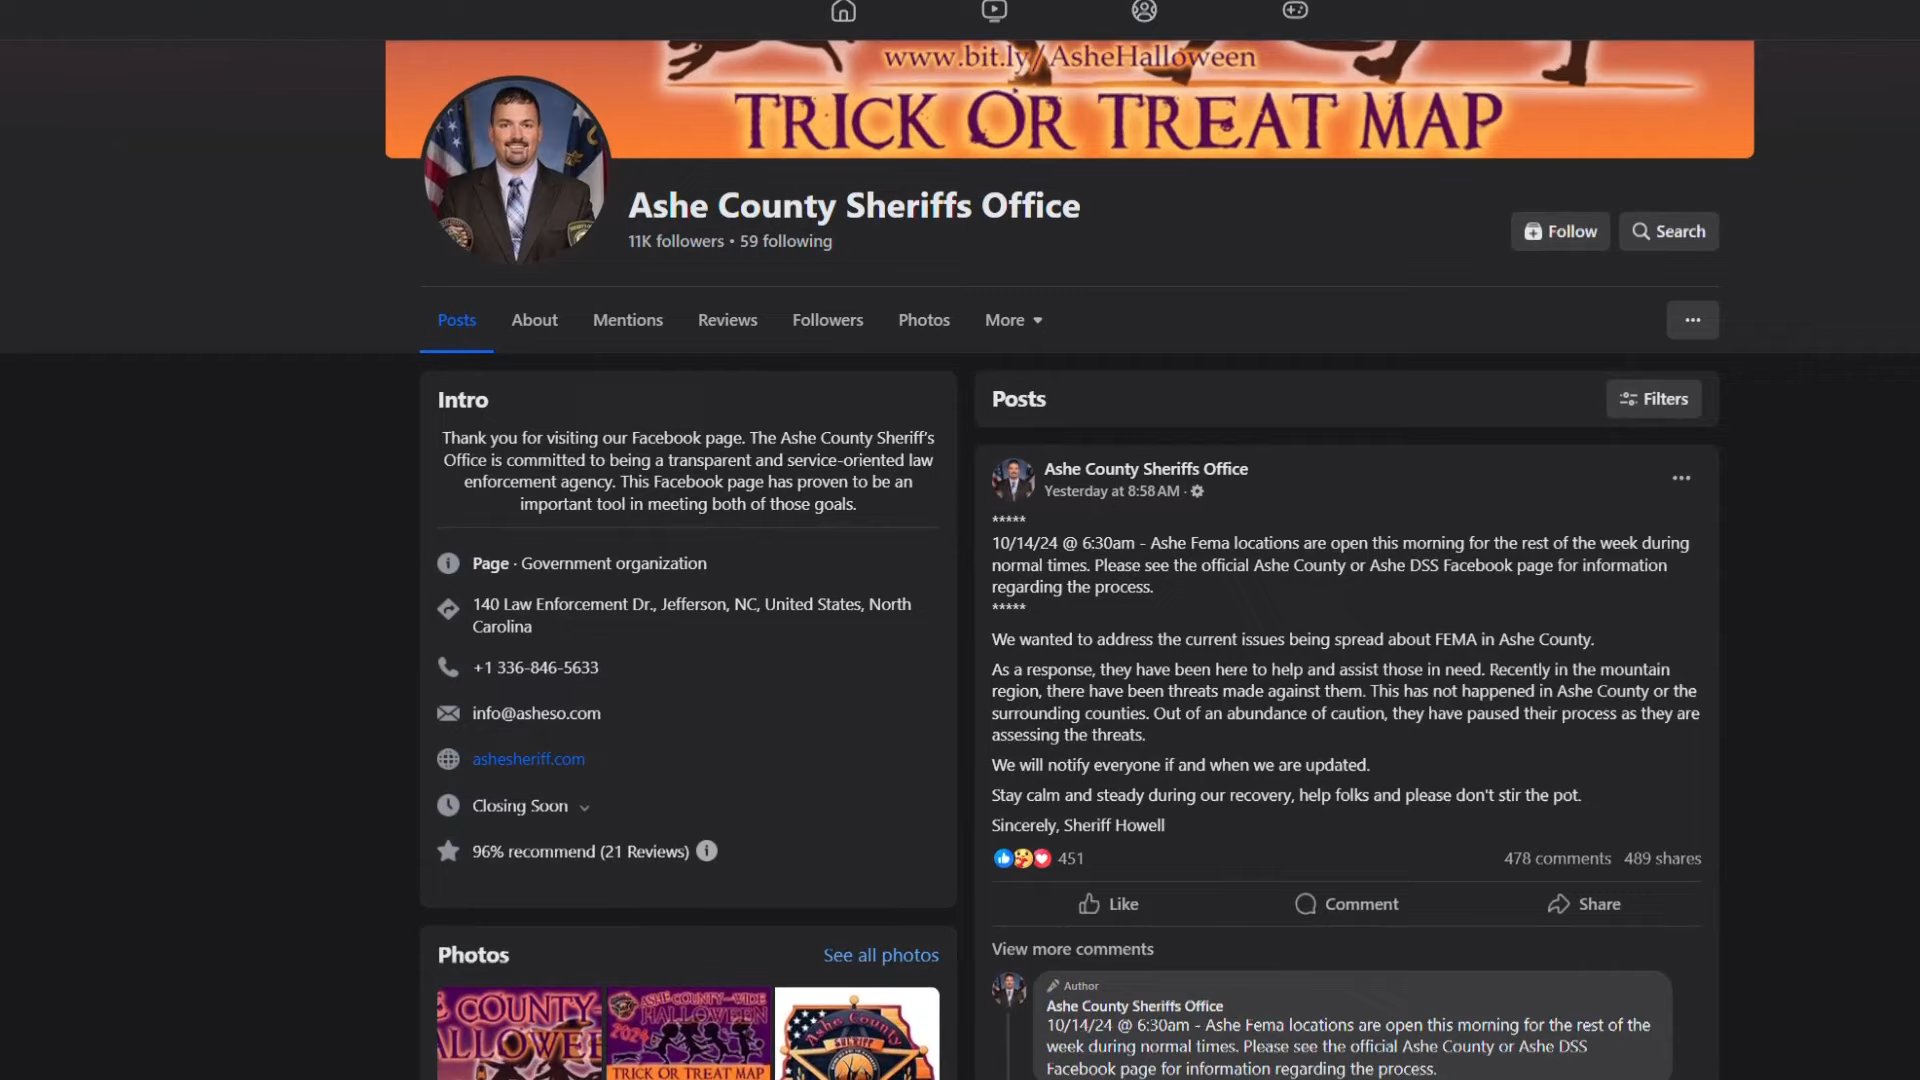 www.bit.ly/AsheHalloween
TRICK OR TREAT MAP
Ashe County Sheriffs Office
11K followers • 59 following
Follow
Search
Posts
About
Mentions
Reviews
Followers
Photos
More
Intro
Thank you for visiting our Facebook page. The Ashe County Sheriff's
Office is committed to being a transparent and service-oriented law
enforcement agency. This Facebook page has proven to be an
important tool in meeting both of those goals.
Page · Government organization
140 Law Enforcement Dr., Jefferson, NC, United States, North
Carolina
+1 336-846-5633
info@asheso.com
ashesheriff.com
Closing Soon
96% recommend (21 Reviews)
Photos
See all photos
E COUNTY-
ALLOWEE
ASHE COUNTY-WIDE
HALLOWEEN
2024
TRICK OR TREAT MAP
Ashe County
SHERIFF
Posts
Filters
Ashe County Sheriffs Office
Yesterday at 8:58 AM ·
*****
10/14/24 @ 6:30am - Ashe Fema locations are open this morning for the rest of the week during
normal times. Please see the official Ashe County or Ashe DSS Facebook page for information
regarding the process.
*****
We wanted to address the current issues being spread about FEMA in Ashe County.
As a response, they have been here to help and assist those in need. Recently in the mountain
region, there have been threats made against them. This has not happened in Ashe County or the
surrounding counties. Out of an abundance of caution, they have paused their process as they are
assessing the threats.
We will notify everyone if and when we are updated.
Stay calm and steady during our recovery, help folks and please don't stir the pot.
Sincerely, Sheriff Howell
451
478 comments 489 shares
Like
Comment
Share
View more comments
Author
Ashe County Sheriffs Office
10/14/24 @ 6:30am - Ashe Fema locations are open this morning for the rest of the
week during normal times. Please see the official Ashe County or Ashe DSS
Facebook page for information regarding the process.